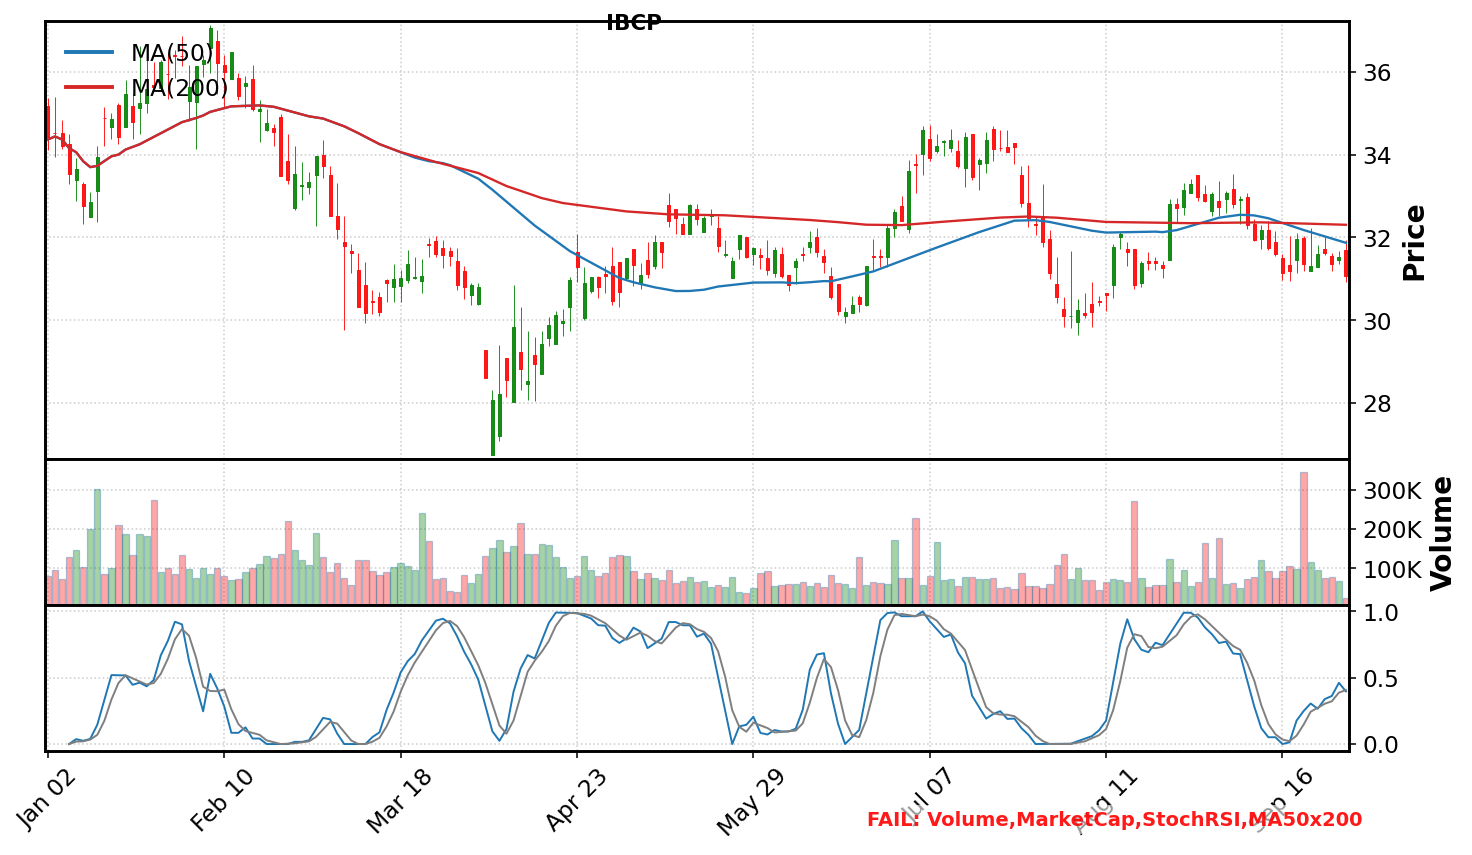 IBCP
MA(50)
MA(200)
36
34
32
30
28
Price
300K
200K
100K
Volume
1.0
0.5
0.0
Jan 02
Feb 10
Mar 18
Apr 23
May 29
Jul 07
Aug 11
Sep 16
FAIL: Volume,MarketCap,StochRSI,MA50x200